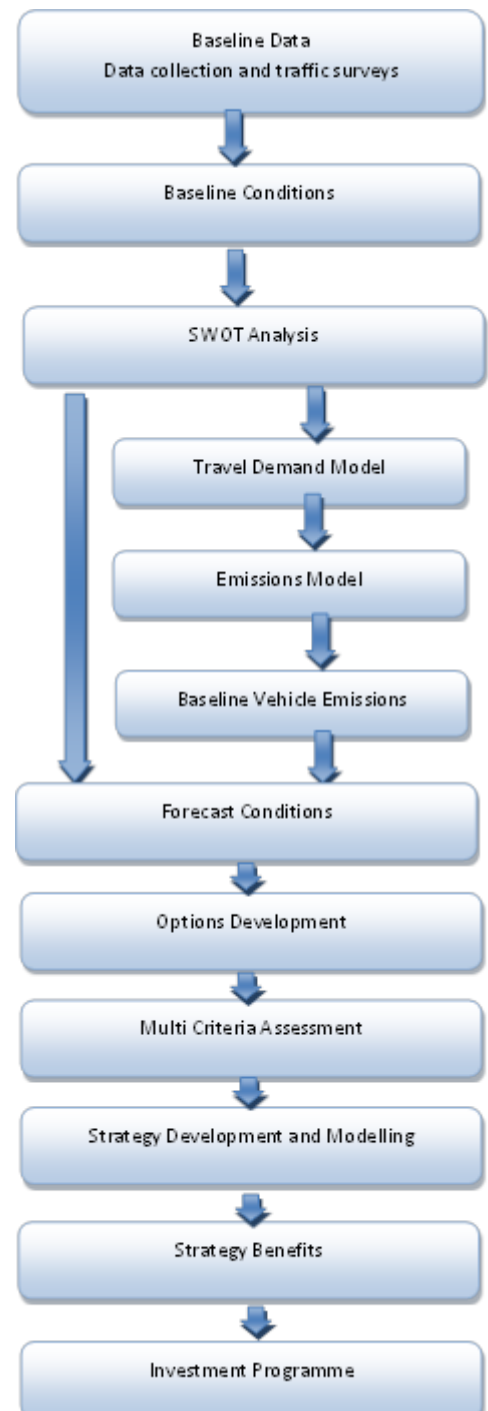 Baseline Data
Data collection and traffic surveys
Baseline Conditions
SWOT Analysis
Travel Demand Model
Emissions Model
Baseline Vehicle Emissions
Forecast Conditions
Options Development
Multi Criteria Assessment
Strategy Development and Modelling
Strategy Benefits
Investment Programme